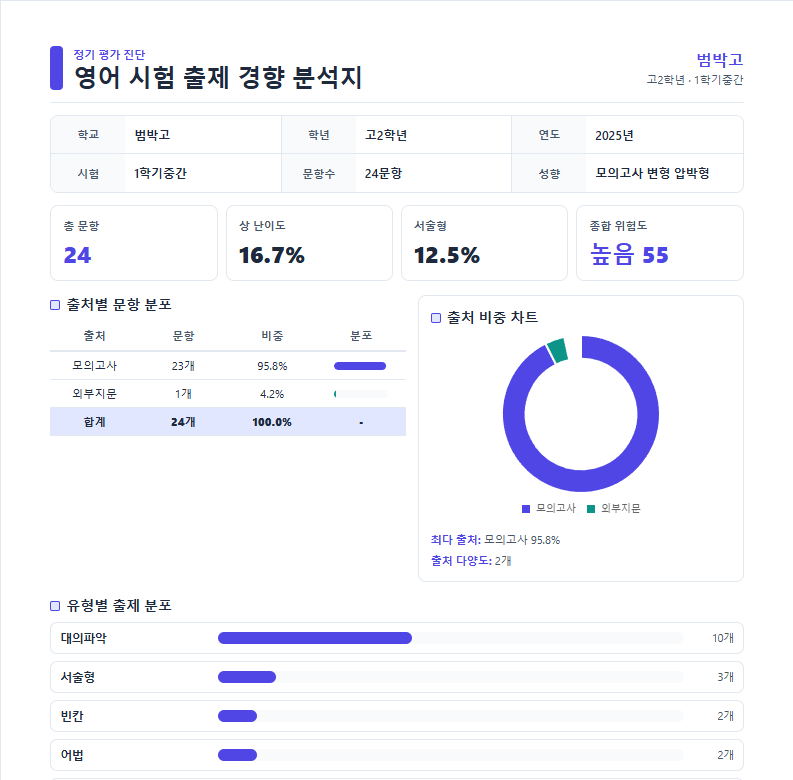 정기 평가 진단
영어 시험 출제 경향 분석지
범박고
고2학년 · 1학기중간
학교 범박고 학년 고2학년 연도 2025년
시험 1학기중간 문항수 24문항 성향 모의고사 변형 압박형
총 문항 상 난이도 서술형 종합 위험도
24 16.7% 12.5% 높음 55
출처별 문항 분포
출처 문항 비중 분포
모의고사 23개 95.8%
외부지문 1개 4.2%
합계 24개 100.0% -
출처 비중 차트
모의고사 외부지문
최다 출처: 모의고사 95.8%
출처 다양도: 2개
유형별 출제 분포
대의파악 10개
서술형 3개
빈칸 2개
어법 2개